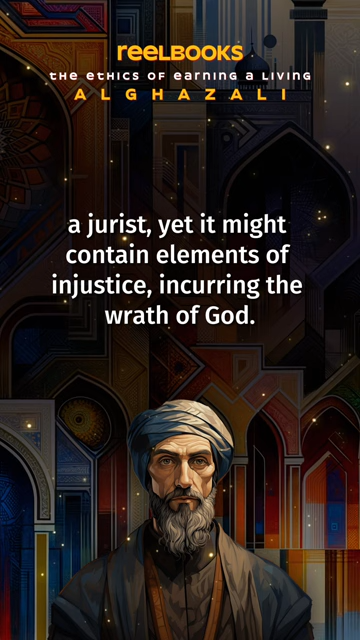 reelBOOKS
the ethics of earning a living
ALGHAZALI
a jurist, yet it might
contain elements of
injustice, incurring the
wrath of God.